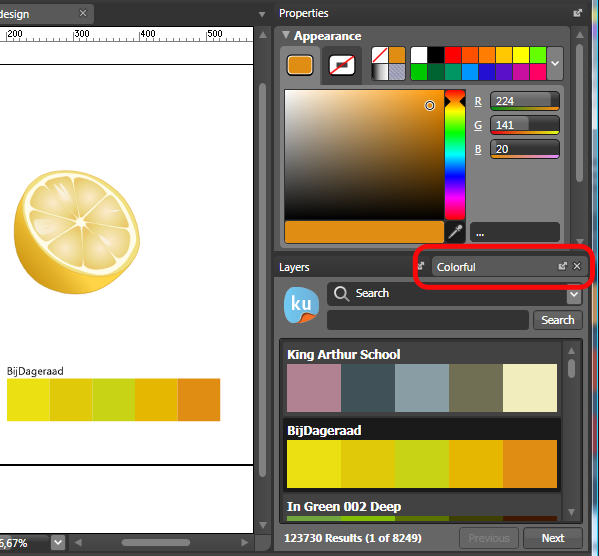 design
200 300 400 500
BijDageraad
6,67%
Properties
Appearance
R 224
G 141
B 20
...
Layers Colorful
ku
Search
Search
King Arthur School
BijDageraad
In Green 002 Deep
123730 Results (1 of 8249) Previous Next